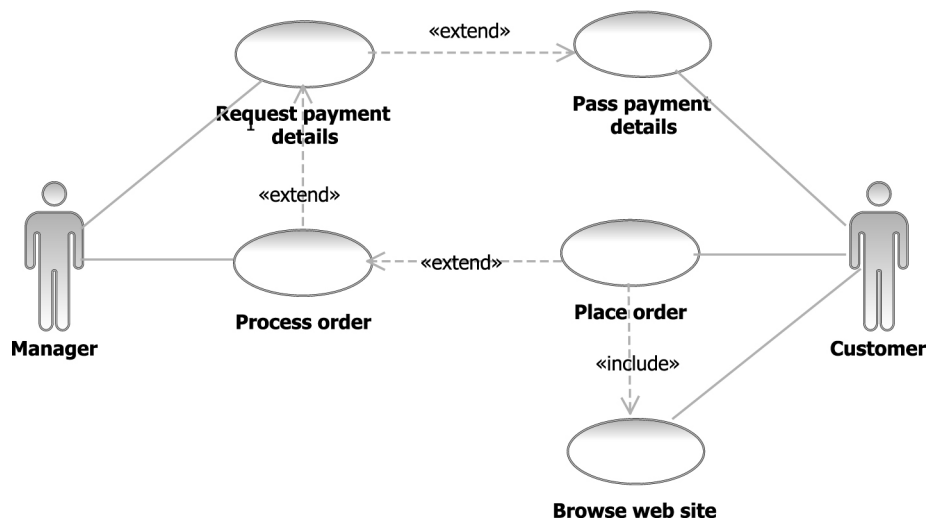 «extend»
Request payment
details
Pass payment
details
«extend»
«extend»
Process order
Place order
Manager
Customer
«include»
Browse web site